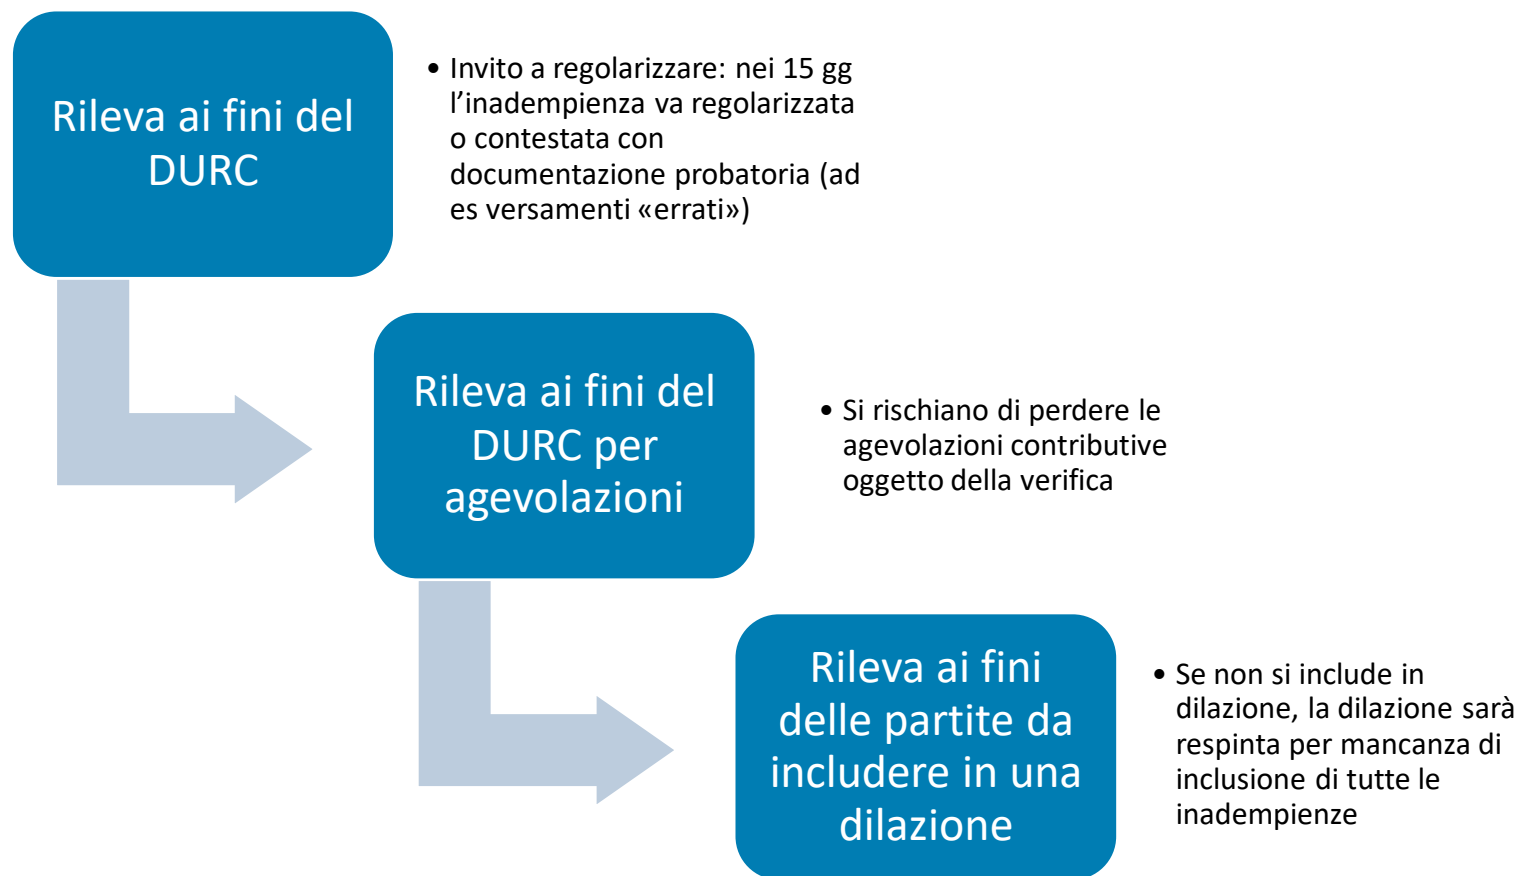 Rileva ai fini del
DURC
• Invito a regolarizzare: nei 15 gg
l’inadempienza va regolarizzata
o contestata con
documentazione probatoria (ad
es versamenti «errati»)
Rileva ai fini del
DURC per
agevolazioni
• Si rischiano di perdere le
agevolazioni contributive
oggetto della verifica
Rileva ai fini
delle partite da
includere in una
dilazione
• Se non si include in
dilazione, la dilazione sarà
respinta per mancanza di
inclusione di tutte le
inadempienze